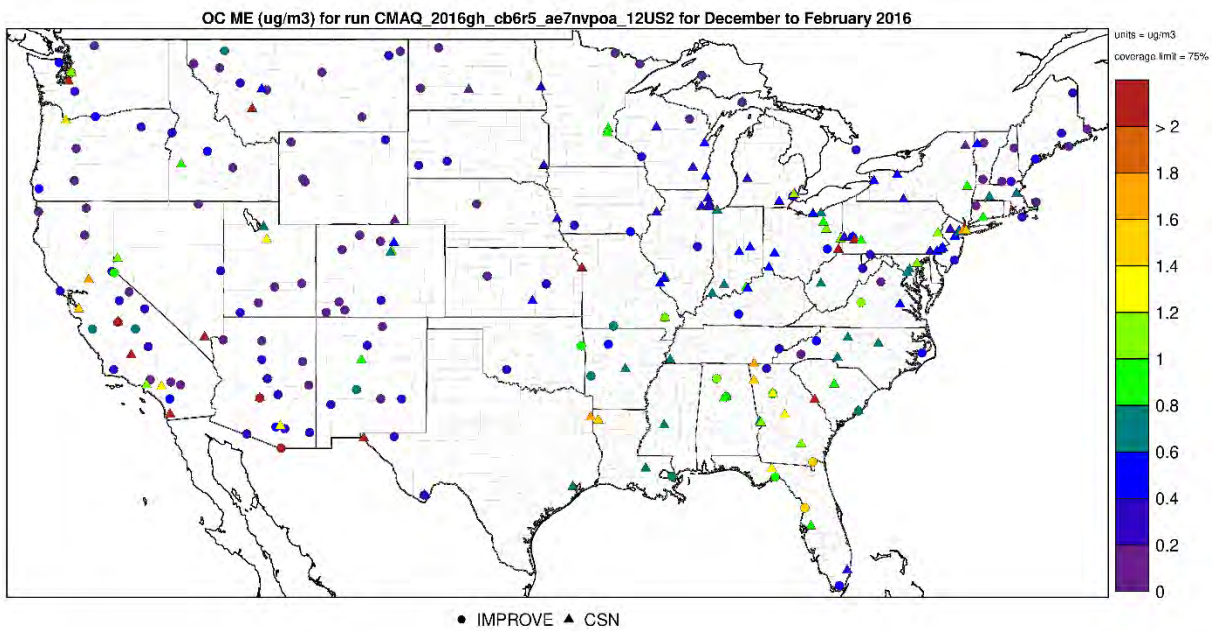 OC ME (ug/m3) for run CMAQ_2016gh_cb6r5_ae7nvpoa_12US2 for December to February 2016
units = ug/m3
coverage limit = 75%
> 2
1.8
1.6
1.4
1.2
1
0.8
0.6
0.4
0.2
0
● IMPROVE ▲ CSN